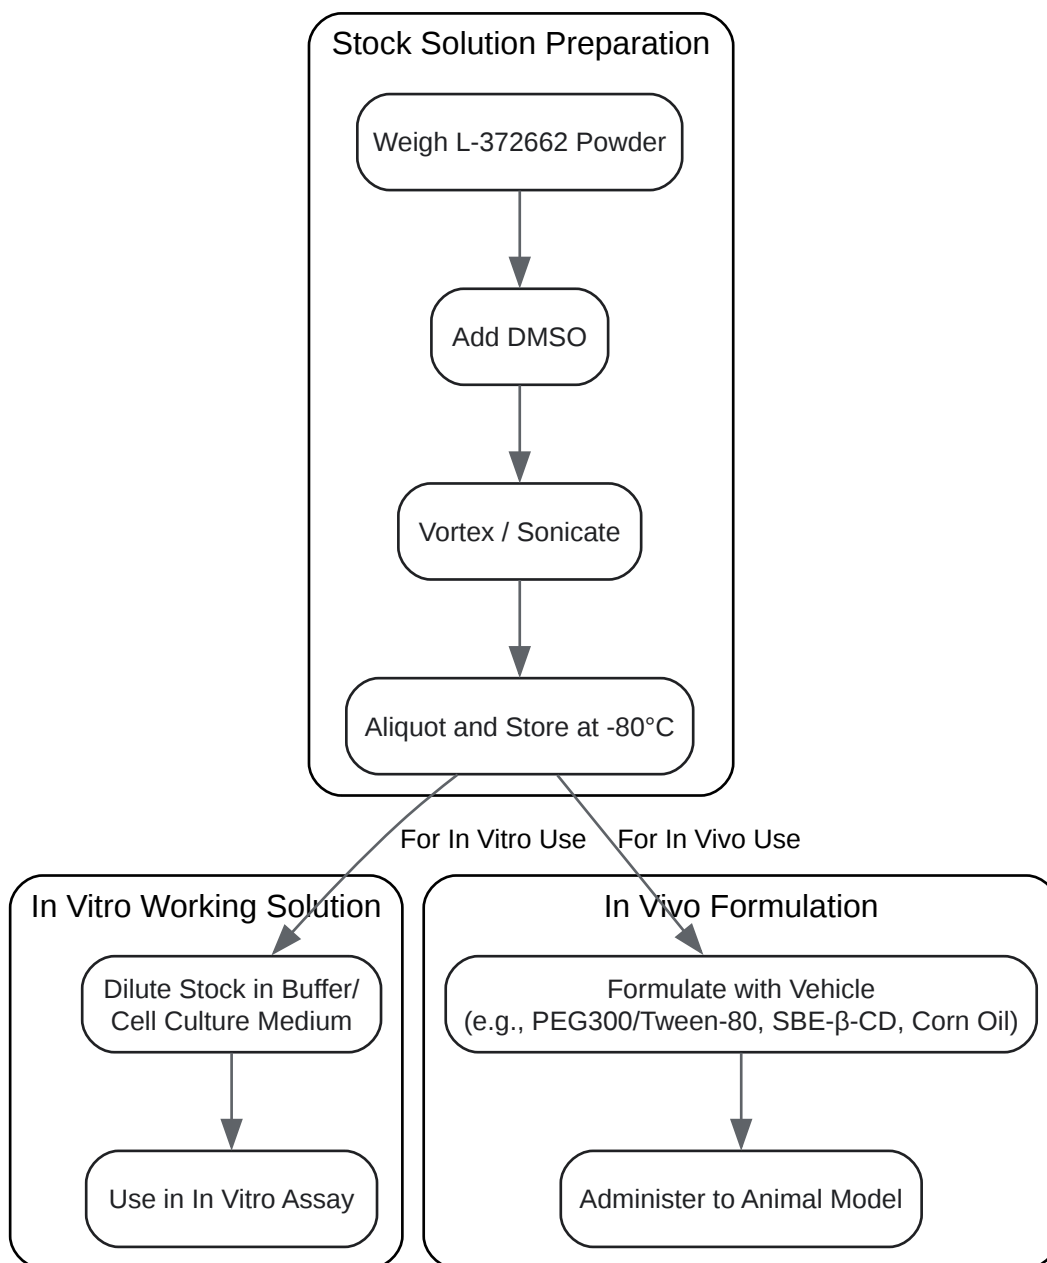 Stock Solution Preparation
Weigh L-372662 Powder
Add DMSO
Vortex / Sonicate
Aliquot and Store at -80°C
For In Vitro Use
For In Vivo Use
In Vitro Working Solution
Dilute Stock in Buffer/
Cell Culture Medium
Use in In Vitro Assay
In Vivo Formulation
Formulate with Vehicle
(e.g., PEG300/Tween-80, SBE-β-CD, Corn Oil)
Administer to Animal Model